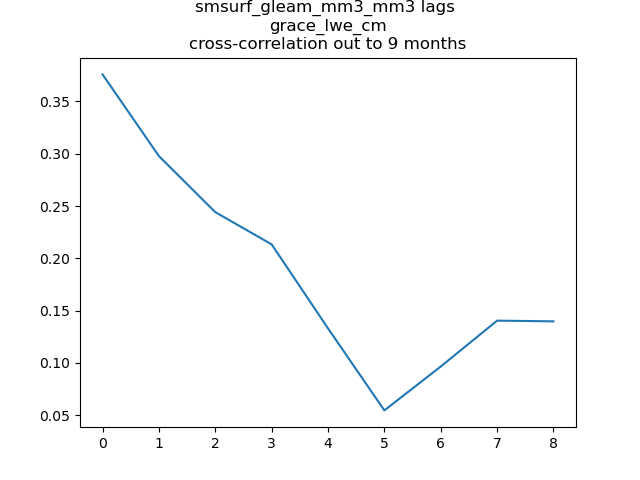 smsurf_gleam_mm3_mm3 lags
grace_lwe_cm
cross-correlation out to 9 months
0.35
0.30
0.25
0.20
0.15
0.10
0.05
0 1 2 3 4 5 6 7 8